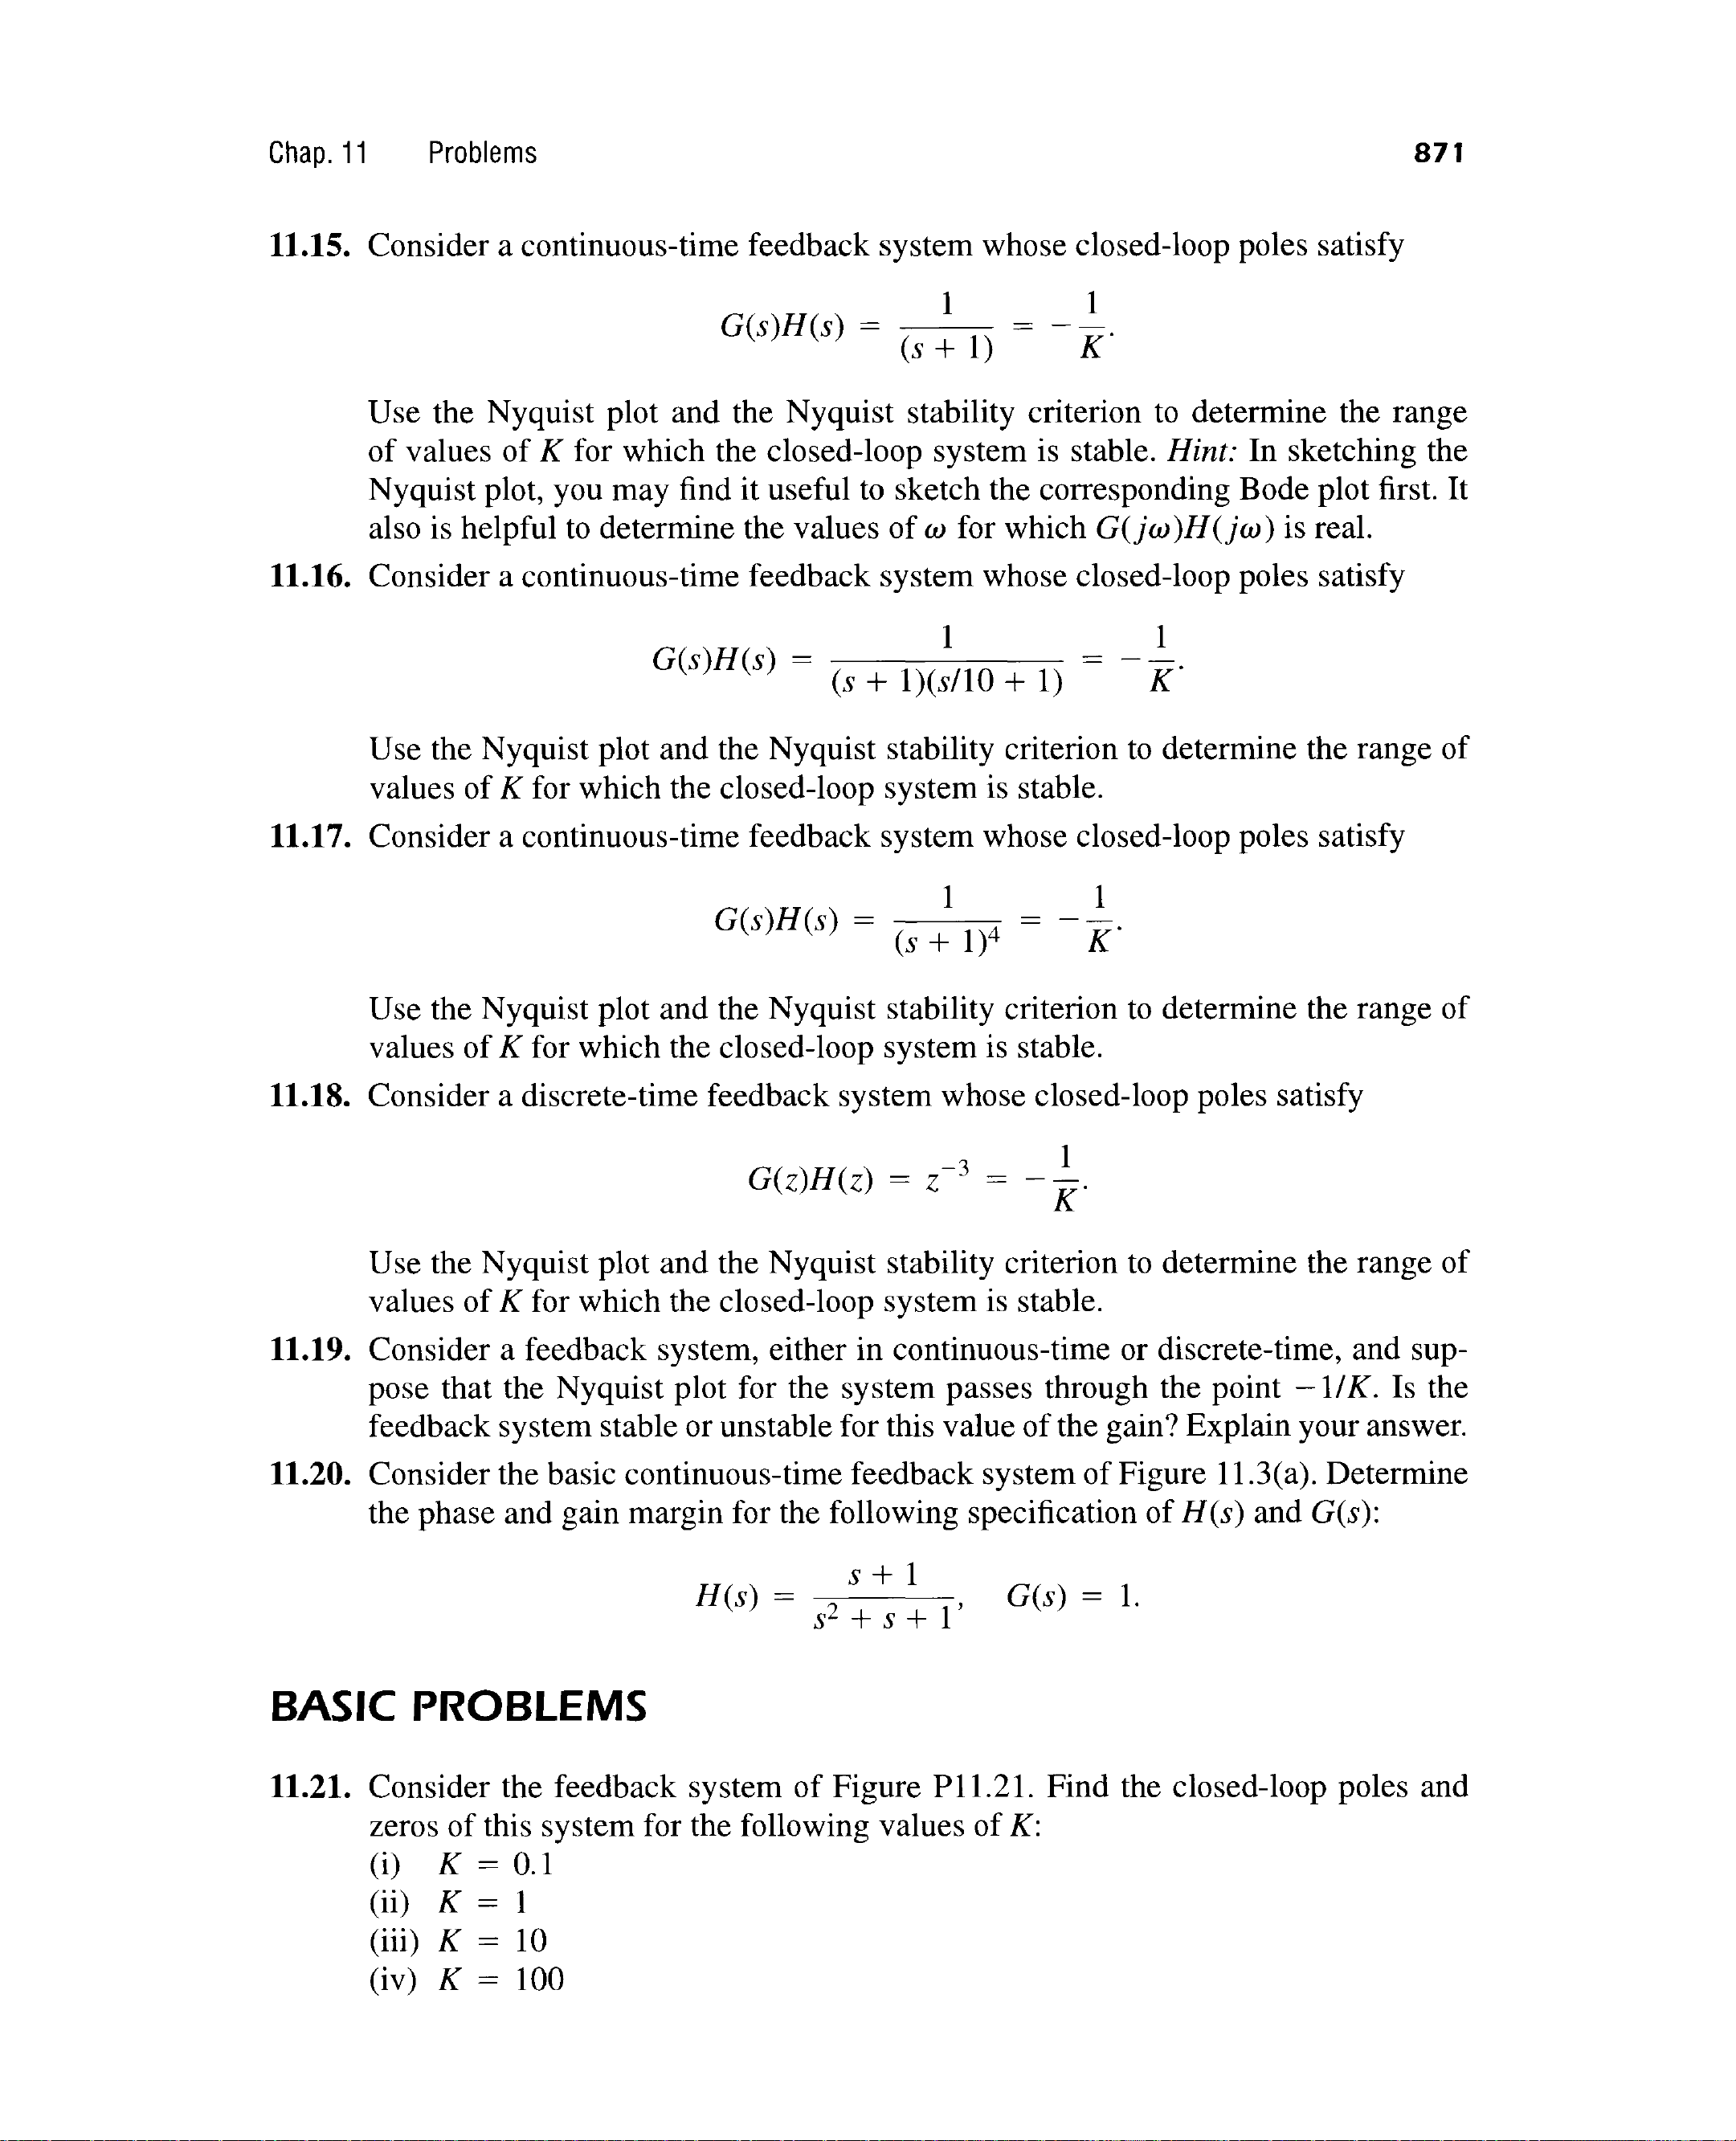 Chap. 11 Problems 871
11.15. Consider a continuous-time feedback system whose closed-loop poles satisfy
G(s)H(s) = 1/(s + 1) = −1/K.
Use the Nyquist plot and the Nyquist stability criterion to determine the range
of values of K for which the closed-loop system is stable. Hint: In sketching the
Nyquist plot, you may find it useful to sketch the corresponding Bode plot first. It
also is helpful to determine the values of ω for which G(jω)H(jω) is real.
11.16. Consider a continuous-time feedback system whose closed-loop poles satisfy
G(s)H(s) = 1/((s + 1)(s/10 + 1)) = −1/K.
Use the Nyquist plot and the Nyquist stability criterion to determine the range of
values of K for which the closed-loop system is stable.
11.17. Consider a continuous-time feedback system whose closed-loop poles satisfy
G(s)H(s) = 1/(s + 1)⁴ = −1/K.
Use the Nyquist plot and the Nyquist stability criterion to determine the range of
values of K for which the closed-loop system is stable.
11.18. Consider a discrete-time feedback system whose closed-loop poles satisfy
G(z)H(z) = z⁻³ = −1/K.
Use the Nyquist plot and the Nyquist stability criterion to determine the range of
values of K for which the closed-loop system is stable.
11.19. Consider a feedback system, either in continuous-time or discrete-time, and sup-
pose that the Nyquist plot for the system passes through the point −1/K. Is the
feedback system stable or unstable for this value of the gain? Explain your answer.
11.20. Consider the basic continuous-time feedback system of Figure 11.3(a). Determine
the phase and gain margin for the following specification of H(s) and G(s):
H(s) = (s + 1)/(s² + s + 1), G(s) = 1.
BASIC PROBLEMS
11.21. Consider the feedback system of Figure P11.21. Find the closed-loop poles and
zeros of this system for the following values of K:
(i) K = 0.1
(ii) K = 1
(iii) K = 10
(iv) K = 100